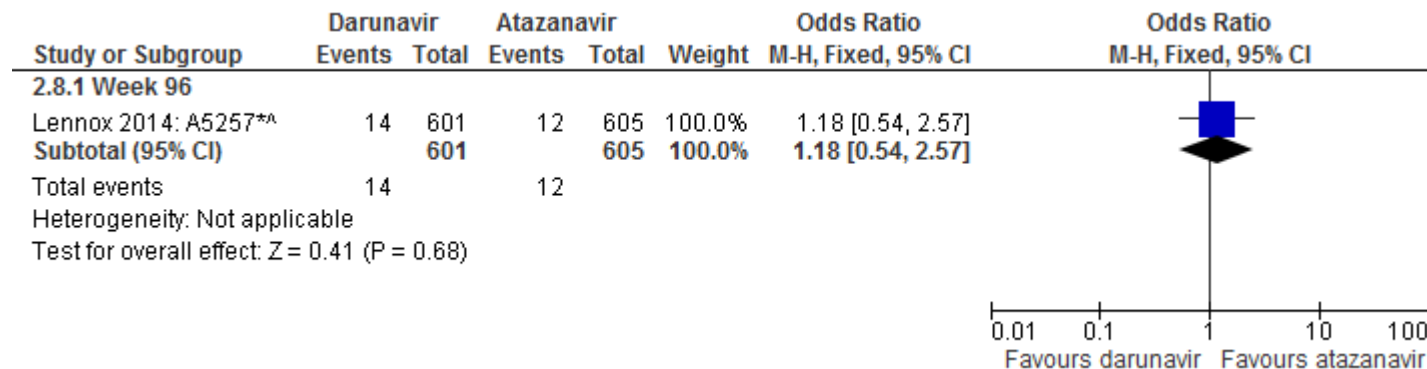 Darunavir Atazanavir Odds Ratio Odds Ratio
Study or Subgroup Events Total Events Total Weight M-H, Fixed, 95% CI M-H, Fixed, 95% CI
2.8.1 Week 96
Lennox 2014: A5257*^ 14 601 12 605 100.0% 1.18 [0.54, 2.57]
Subtotal (95% CI) 601 605 100.0% 1.18 [0.54, 2.57]
Total events 14 12
Heterogeneity: Not applicable
Test for overall effect: Z = 0.41 (P = 0.68)
0.01 0.1 1 10 100
Favours darunavir Favours atazanavir